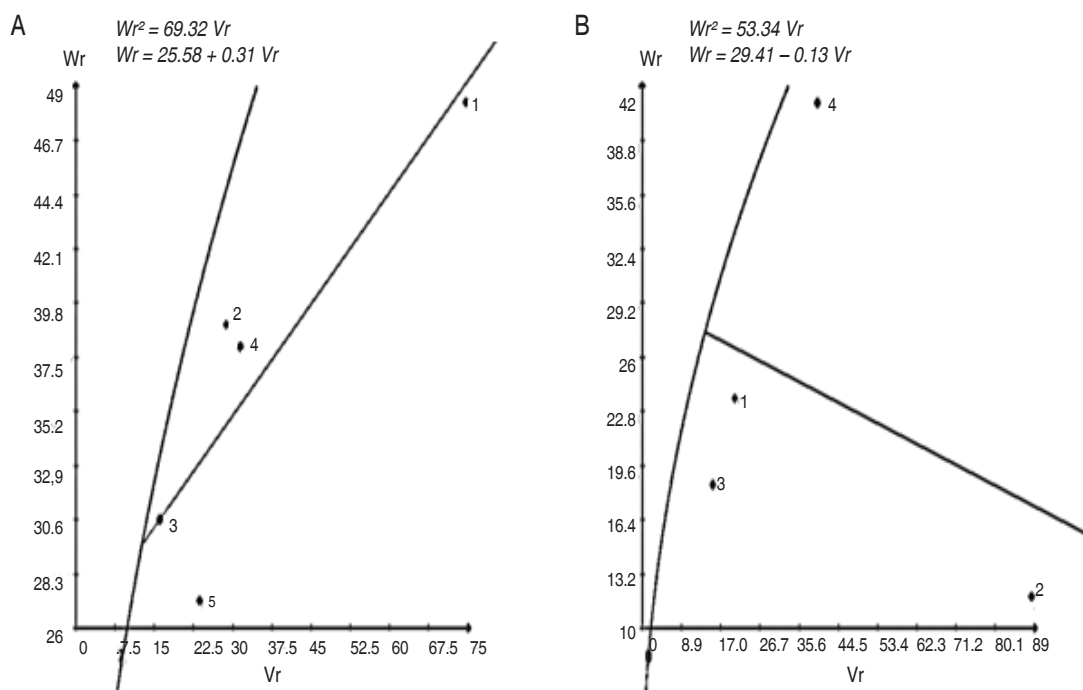 A
Wr² = 69.32 Vr
Wr = 25.58 + 0.31 Vr
Wr
49
46.7
44.4
42.1
39.8
37.5
35.2
32.9
30.6
28.3
26
1
2
4
3
5
0 7.5 15 22.5 30 45 52.5 60 67.5 75
Vr
B
Wr² = 53.34 Vr
Wr = 29.41 – 0.13 Vr
Wr
42
38.8
35.6
32.4
29.2
26
22.8
19.6
16.4
13.2
10
4
1
3
2
0 8.9 17.0 26.7 35.6 44.5 53.4 62.3 71.2 80.1 89
Vr